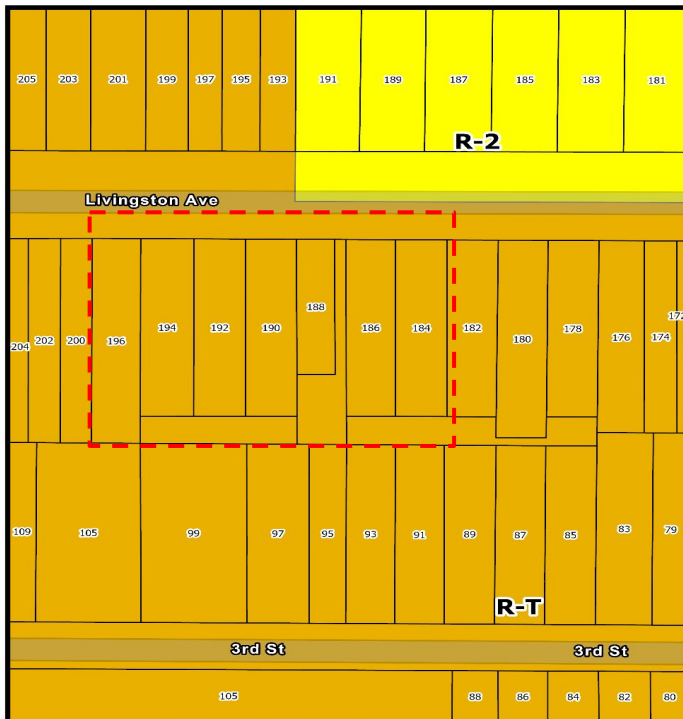 205 203 201 199 197 195 193 191 189 187 185 183 181
R-2
Livingston Ave
204 202 200 196 194 192 190 188 186 184 182 180 178 176 174 172
109 105 99 97 95 93 91 89 87 85 83 79
R-T
3rd St 3rd St
105 88 86 84 82 80